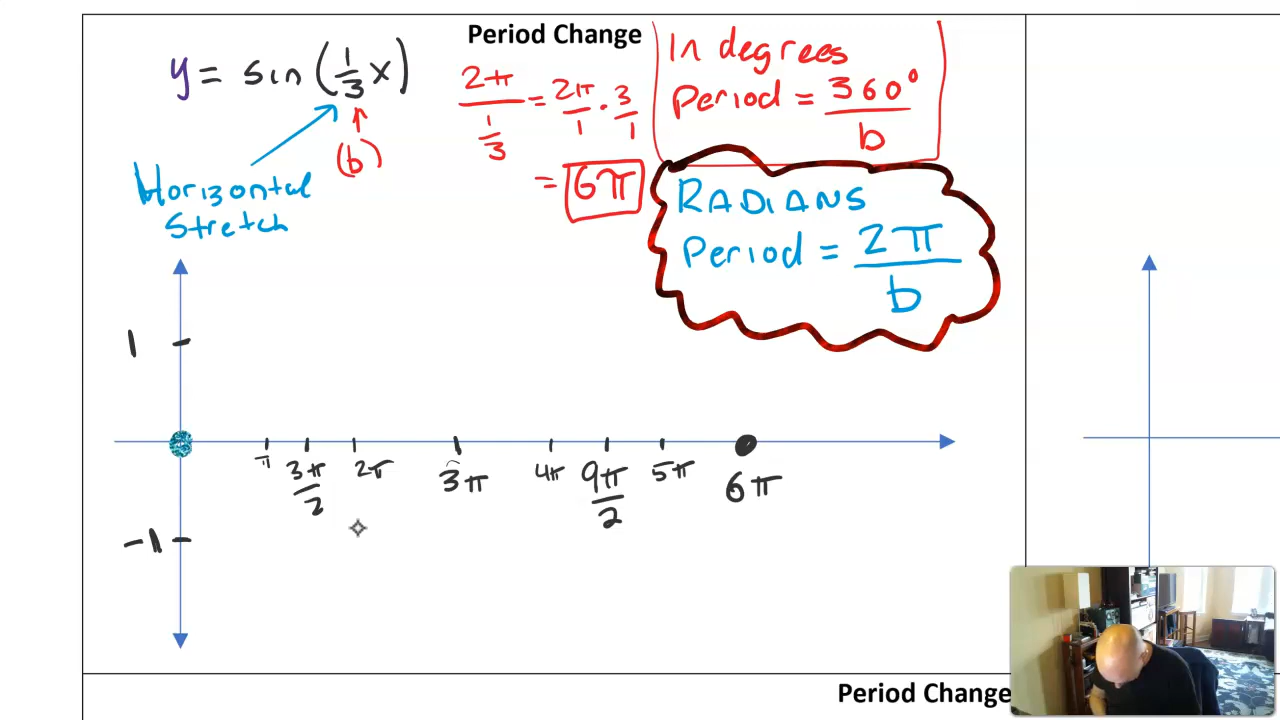 Period Change
y = sin (1/3 x)
(b)
Horizontal
Stretch
2π / 1/3 = 2π/1 · 3/1
= 6π
In degrees
Period = 360°/b
RADIANS
Period = 2π/b
1
-1
π 3π/2 2π 3π 4π 9π/2 5π 6π
Period Change